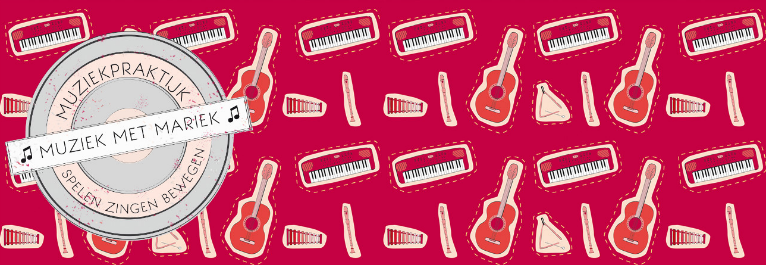 MUZIEKPRAKTIJK
MUZIEK MET MARIEK
SPELEN ZINGEN BEWEGEN